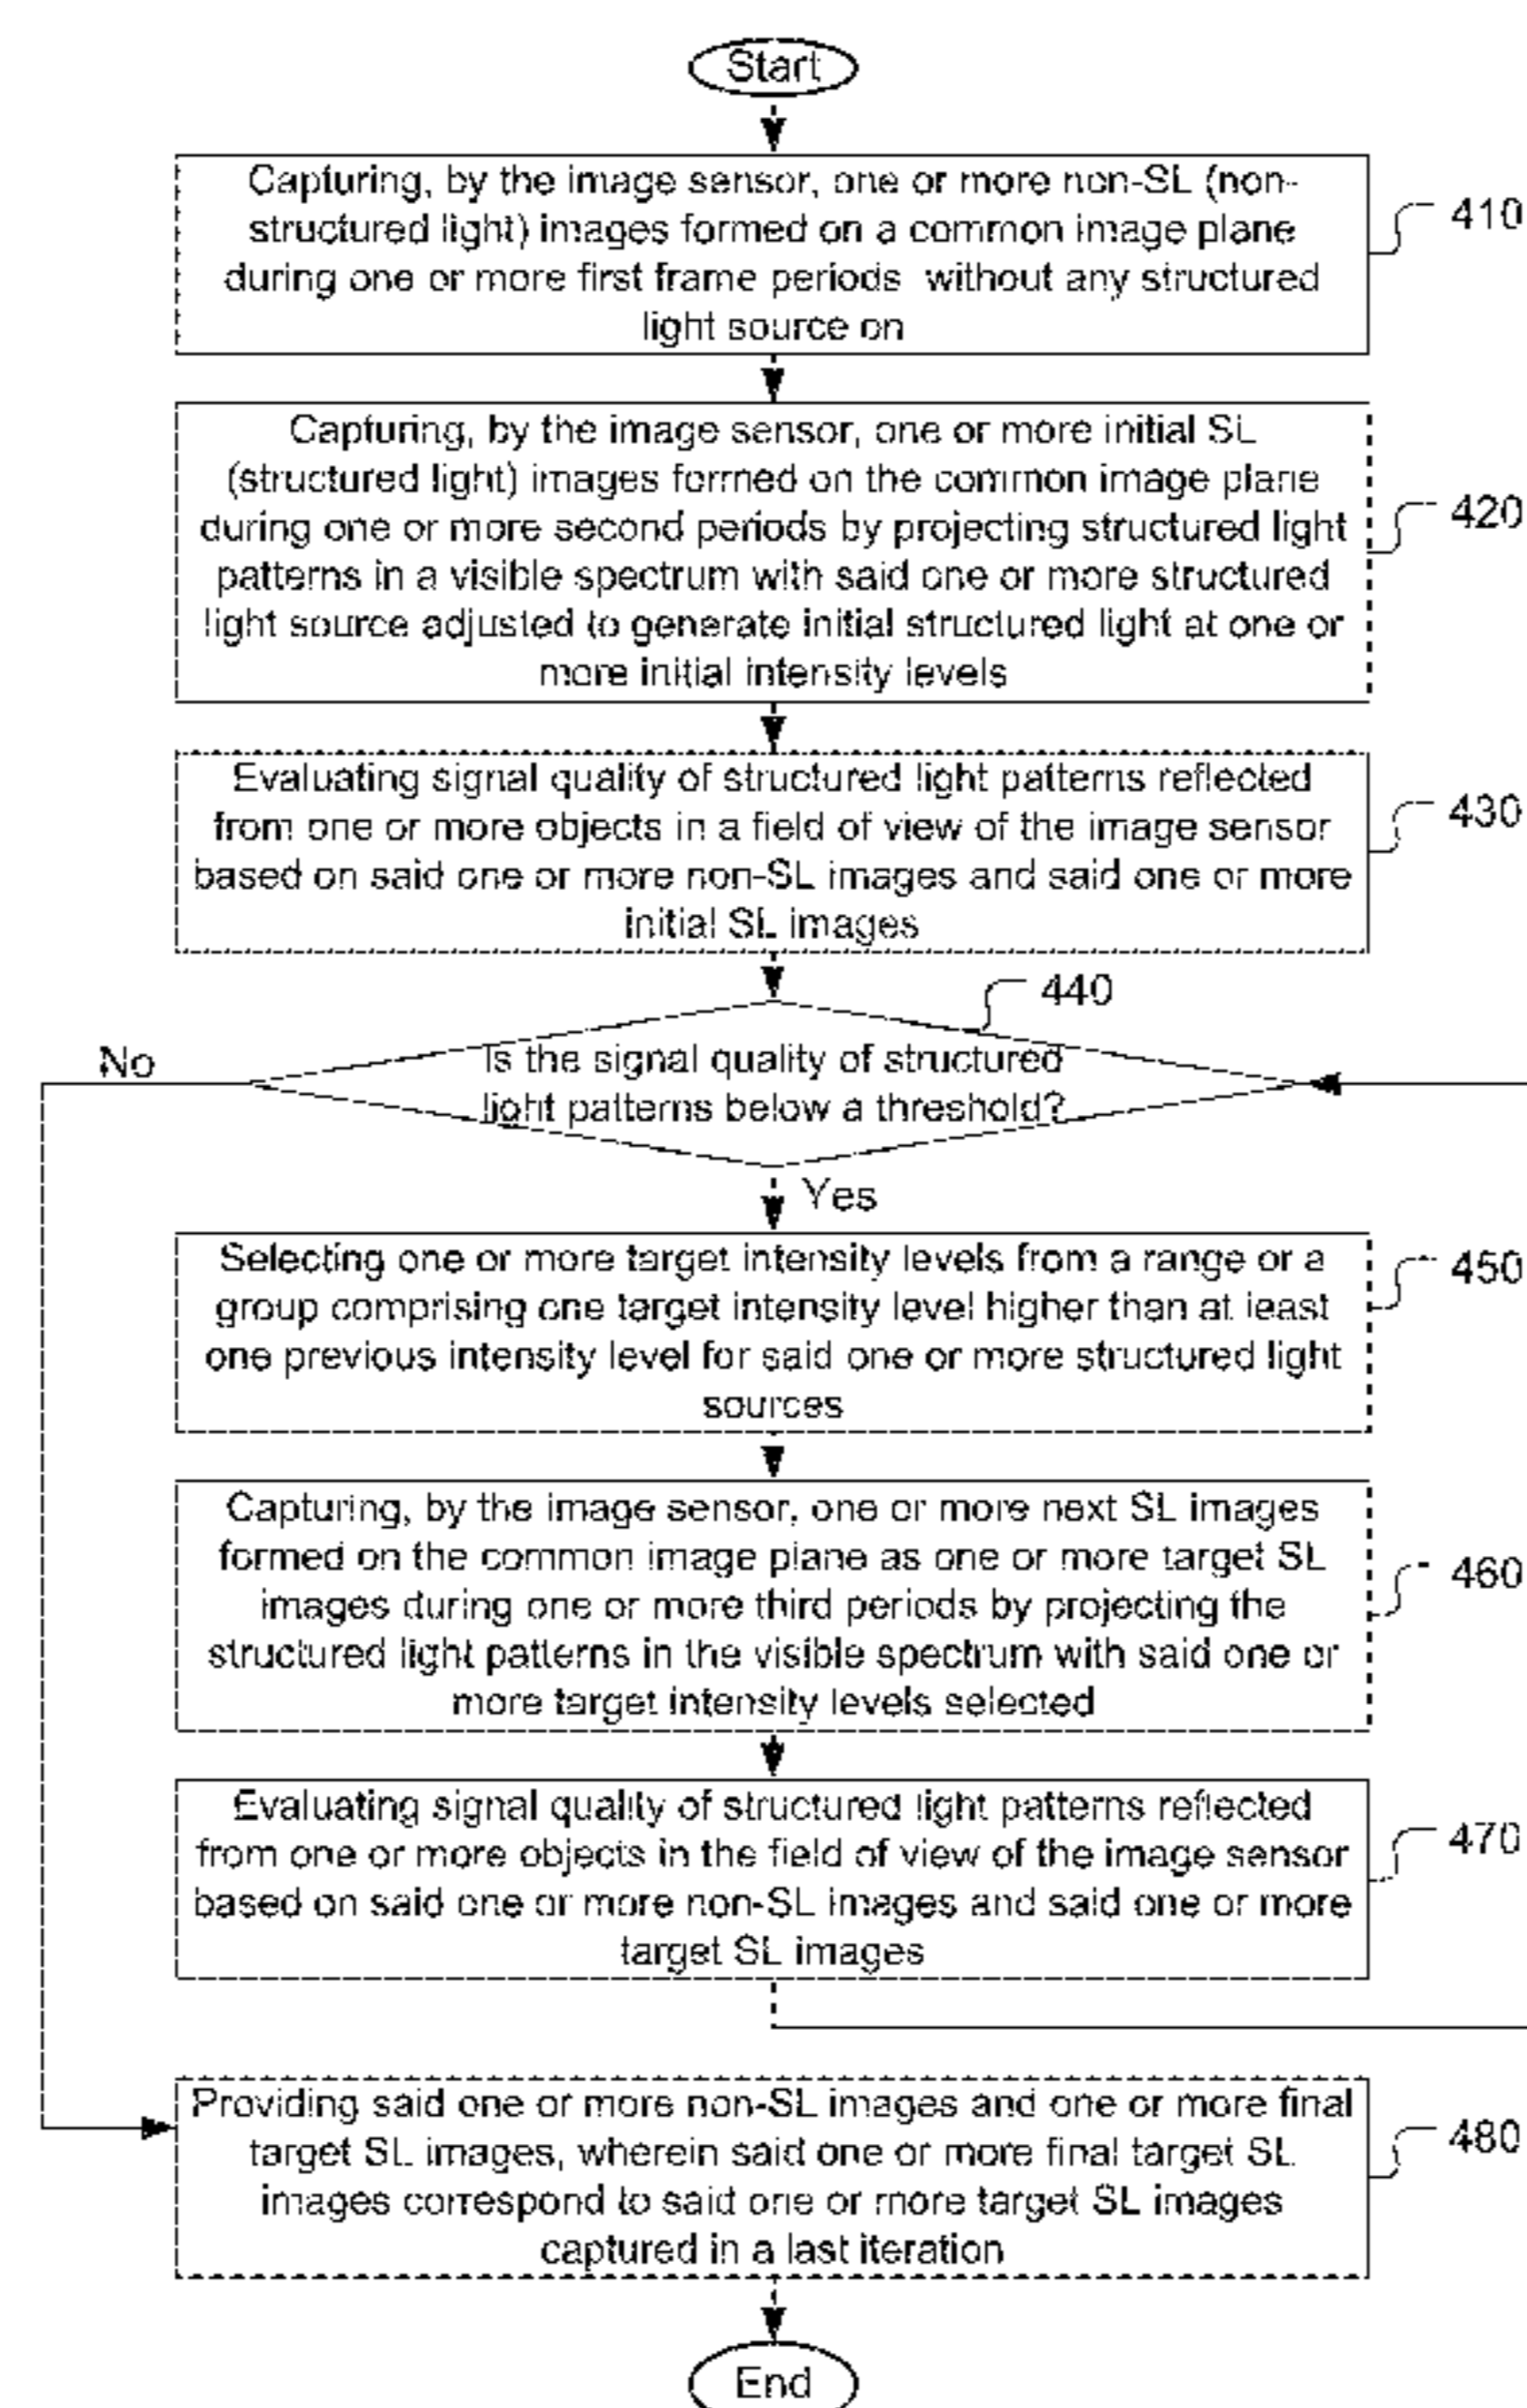 Start
Capturing, by the image sensor, one or more non-SL (non-
structured light) images formed on a common image plane
during one or more first frame periods without any structured
light source on
410
Capturing, by the image sensor, one or more initial SL
(structured light) images formed on the common image plane
during one or more second periods by projecting structured light
patterns in a visible spectrum with said one or more structured
light source adjusted to generate initial structured light at one or
more initial intensity levels
420
Evaluating signal quality of structured light patterns reflected
from one or more objects in a field of view of the image sensor
based on said one or more non-SL images and said one or more
initial SL images
430
440
No
Is the signal quality of structured
light patterns below a threshold?
Yes
Selecting one or more target intensity levels from a range or a
group comprising one target intensity level higher than at least
one previous intensity level for said one or more structured light
sources
450
Capturing, by the image sensor, one or more next SL images
formed on the common image plane as one or more target SL
images during one or more third periods by projecting the
structured light patterns in the visible spectrum with said one or
more target intensity levels selected
460
Evaluating signal quality of structured light patterns reflected
from one or more objects in the field of view of the image sensor
based on said one or more non-SL images and said one or more
target SL images
470
Providing said one or more non-SL images and one or more final
target SL images, wherein said one or more final target SL
images correspond to said one or more target SL images
captured in a last iteration
480
End